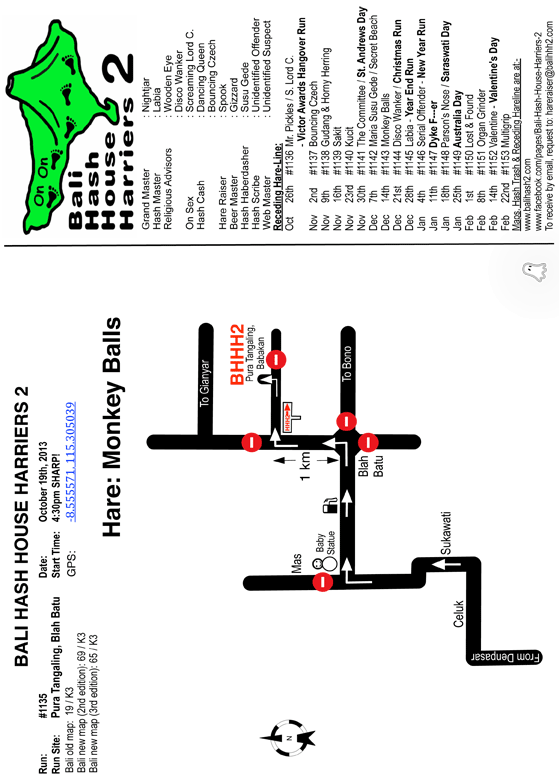 BALI HASH HOUSE HARRIERS 2
Run: #1135 Date: October 19th, 2013
Run Site: Pura Tangaling, Blah Batu Start Time: 4:30pm SHARP!
Bali old map: 19 / K3 GPS: -8.555571,115.305039
Bali new map (2nd edition): 69 / K3
Bali new map (3rd edition): 65 / K3
Hare: Monkey Balls
To Gianyar
BHHH2
Pura Tangaling,
Babakan
HHH
1 km
To Bono
Blah
Batu
Mas
Baby
Statue
Sukawati
Celuk
From Denpasar
N
On On
Bali
Hash
House
Harriers 2
Grand Master : Nightjar
Hash Master : Labia
Religious Advisors : Wooden Eye
: Disco Wanker
On Sex : Screaming Lord C.
Hash Cash : Dancing Queen
: Bouncing Czech
Hare Raiser : Spook
Beer Master : Gizzard
Hash Haberdasher : Susu Gede
Hash Scribe : Unidentified Offender
Web Master : Unidentified Suspect
Receding Hare-Line:
Oct 26th #1136 Mr. Pickles / S. Lord C.
- Victor Awards Hangover Run
Nov 2nd #1137 Bouncing Czech
Nov 9th #1138 Gudang & Horny Herring
Nov 16th #1139 Sakit
Nov 23rd #1140 Kucit
Nov 30th #1141 The Committee / St. Andrews Day
Dec 7th #1142 Maria Susu Gede / Secret Beach
Dec 14th #1143 Monkey Balls
Dec 21st #1144 Disco Wanker / Christmas Run
Dec 28th #1145 Labia - Year End Run
Jan 4th #1146 Serial Offender - New Year Run
Jan 11th #1147 Dyke F---er
Jan 18th #1148 Parson's Nose / Saraswati Day
Jan 25th #1149 Australia Day
Feb 1st #1150 Lost & Found
Feb 8th #1151 Organ Grinder
Feb 14th #1152 Valentine - Valentine's Day
Feb 22nd #1153 Multigrip
Maps, Hash Trash & Receding Hareline are at:
www.balihash2.com
www.facebook.com/pages/Bali-Hash-House-Harriers-2
To receive by email, request to: hareraiser@balihh2.com